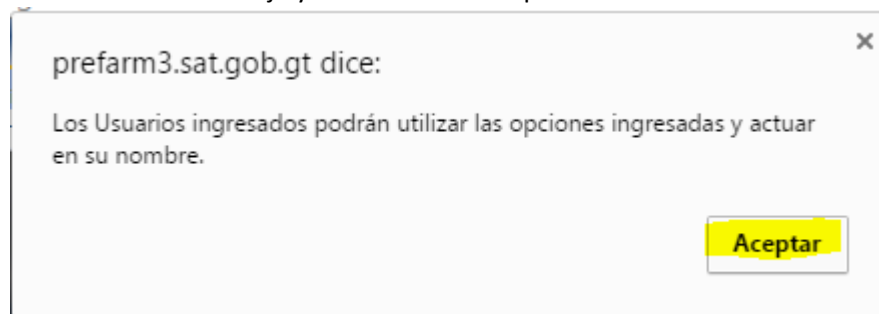 prefarm3.sat.gob.gt dice:
Los Usuarios ingresados podrán utilizar las opciones ingresadas y actuar
en su nombre.
Aceptar